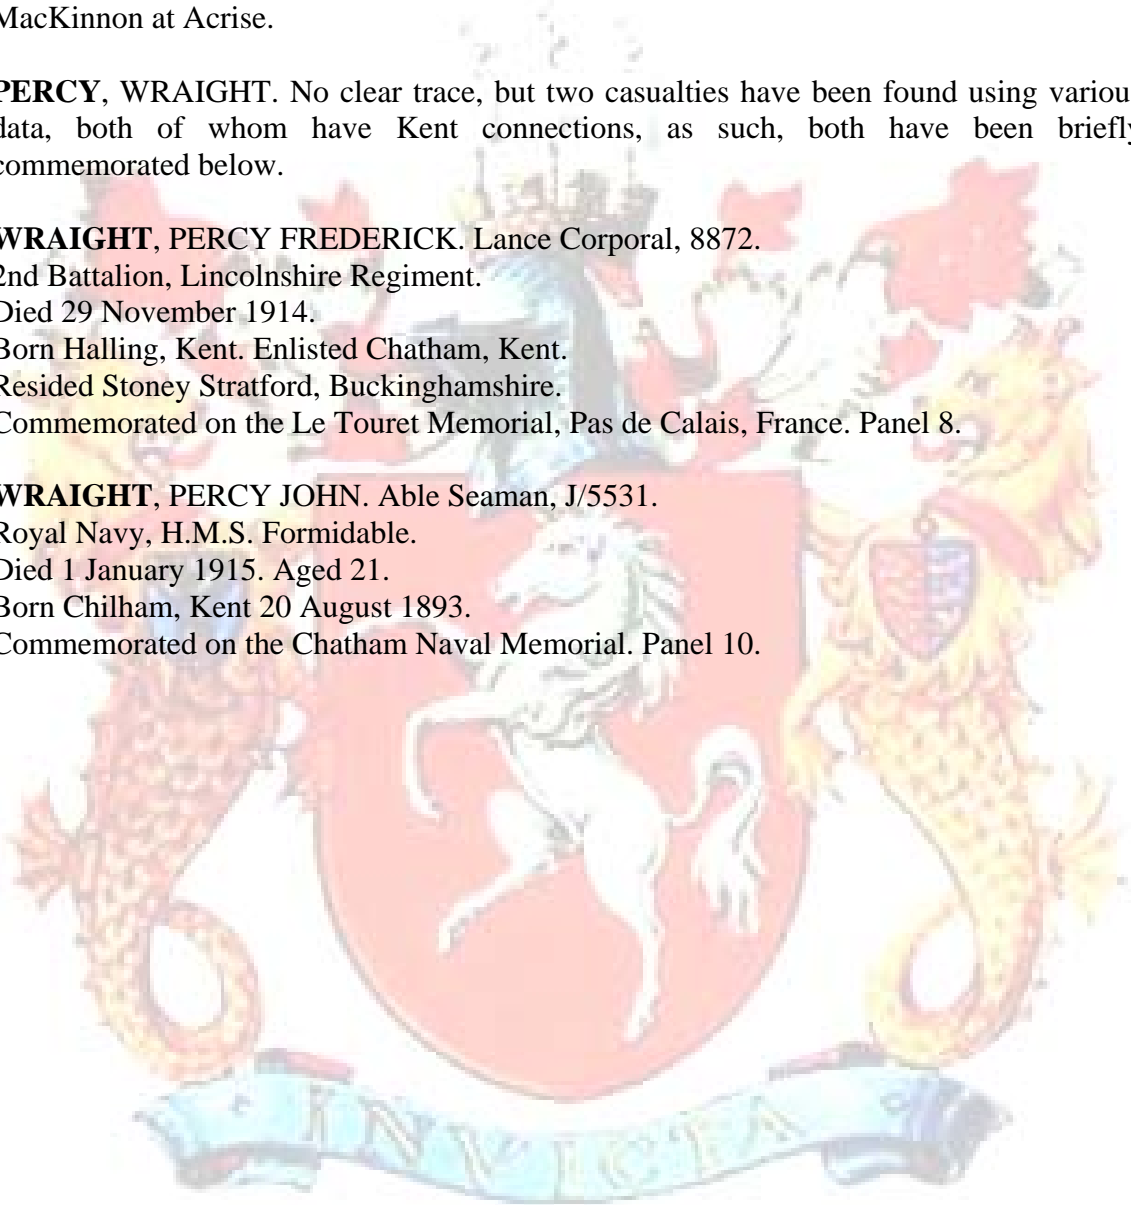 MacKinnon at Acrise.
PERCY, WRAIGHT. No clear trace, but two casualties have been found using variou
data, both of whom have Kent connections, as such, both have been briefly
commemorated below.
WRAIGHT, PERCY FREDERICK. Lance Corporal, 8872.
2nd Battalion, Lincolnshire Regiment.
Died 29 November 1914.
Born Halling, Kent. Enlisted Chatham, Kent.
Resided Stoney Stratford, Buckinghamshire.
Commemorated on the Le Touret Memorial, Pas de Calais, France. Panel 8.
WRAIGHT, PERCY JOHN. Able Seaman, J/5531.
Royal Navy, H.M.S. Formidable.
Died 1 January 1915. Aged 21.
Born Chilham, Kent 20 August 1893.
Commemorated on the Chatham Naval Memorial. Panel 10.
INVICTA